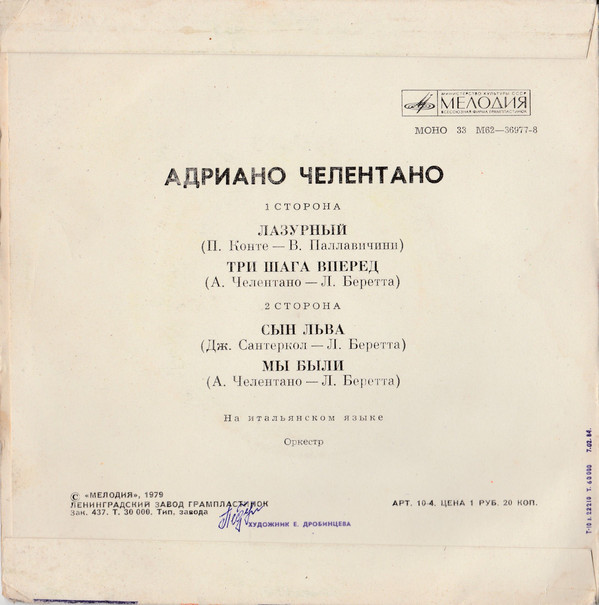 МИНИСТЕРСТВО КУЛЬТУРЫ СССР
МЕЛОДИЯ
ВСЕСОЮЗНАЯ ФИРМА ГРАМПЛАСТИНОК
МОНО 33 М62—36977-8
АДРИАНО ЧЕЛЕНТАНО
1 СТОРОНА
ЛАЗУРНЫЙ
(П. Конте — В. Паллавичини)
ТРИ ШАГА ВПЕРЕД
(А. Челентано — Л. Беретта)
2 СТОРОНА
СЫН ЛЬВА
(Дж. Сантеркол — Л. Беретта)
МЫ БЫЛИ
(А. Челентано — Л. Беретта)
На итальянском языке
Оркестр
© «МЕЛОДИЯ», 1979
ЛЕНИНГРАДСКИЙ ЗАВОД ГРАМПЛАСТИНОК
Зак. 437. Т. 30 000. Тип. завода
АРТ. 10-4. ЦЕНА 1 РУБ. 20 КОП.
ХУДОЖНИК Е. ДРОБИНЦЕВА